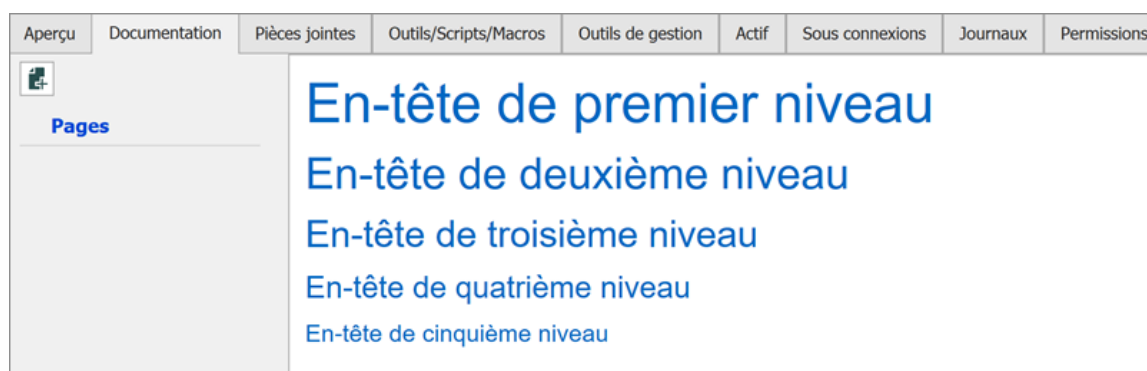 Aperçu Documentation Pièces jointes Outils/Scripts/Macros Outils de gestion Actif Sous connexions Journaux Permissions
Pages
En-tête de premier niveau
En-tête de deuxième niveau
En-tête de troisième niveau
En-tête de quatrième niveau
En-tête de cinquième niveau